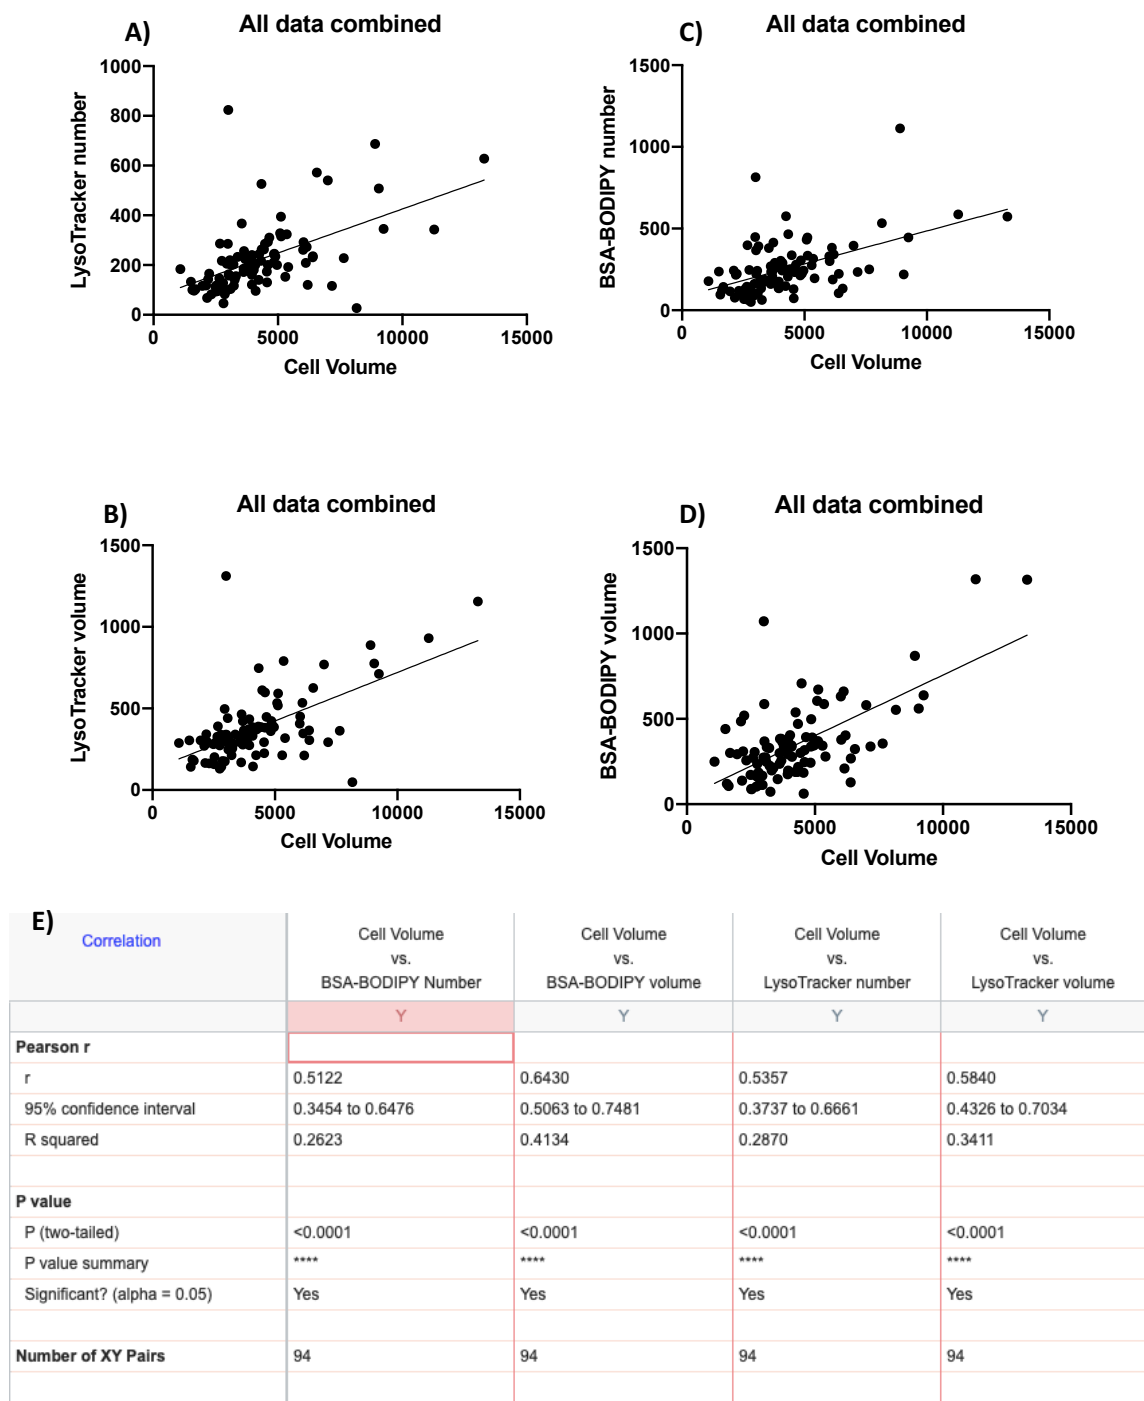 A)
All data combined
LysoTracker number
1000
800
600
400
200
0
0 5000 10000 15000
Cell Volume
C)
All data combined
BSA-BODIPY number
1500
1000
500
0
0 5000 10000 15000
Cell Volume
B)
All data combined
LysoTracker volume
1500
1000
500
0
0 5000 10000 15000
Cell Volume
D)
All data combined
BSA-BODIPY volume
1500
1000
500
0
0 5000 10000 15000
Cell Volume
E)
Correlation
Cell Volume
vs.
BSA-BODIPY Number
Cell Volume
vs.
BSA-BODIPY volume
Cell Volume
vs.
LysoTracker number
Cell Volume
vs.
LysoTracker volume
Y Y Y Y
Pearson r
r 0.5122 0.6430 0.5357 0.5840
95% confidence interval 0.3454 to 0.6476 0.5063 to 0.7481 0.3737 to 0.6661 0.4326 to 0.7034
R squared 0.2623 0.4134 0.2870 0.3411
P value
P (two-tailed) <0.0001 <0.0001 <0.0001 <0.0001
P value summary **** **** **** ****
Significant? (alpha = 0.05) Yes Yes Yes Yes
Number of XY Pairs 94 94 94 94